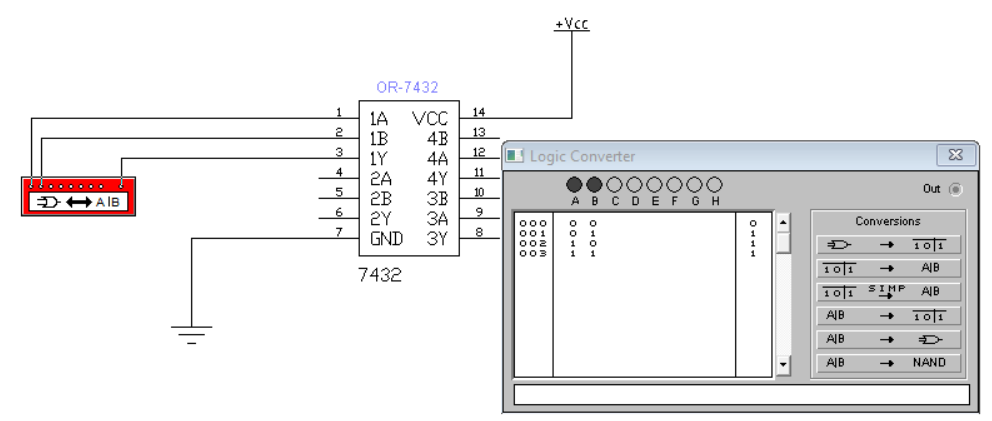 +Vcc
OR-7432
1 1A VCC 14
2 1B 4B 13
3 1Y 4A 12
4 2A 4Y 11
5 2B 3B 10
6 2Y 3A 9
7 GND 3Y 8
7432
A|B
Logic Converter
Out
A B C D E F G H
000 0 0 0
001 0 1 1
002 1 0 1
003 1 1 1
Conversions
→ 1 0|1
1 0|1 → A|B
1 0|1 SIMP → A|B
A|B → 1 0|1
A|B →
A|B → NAND